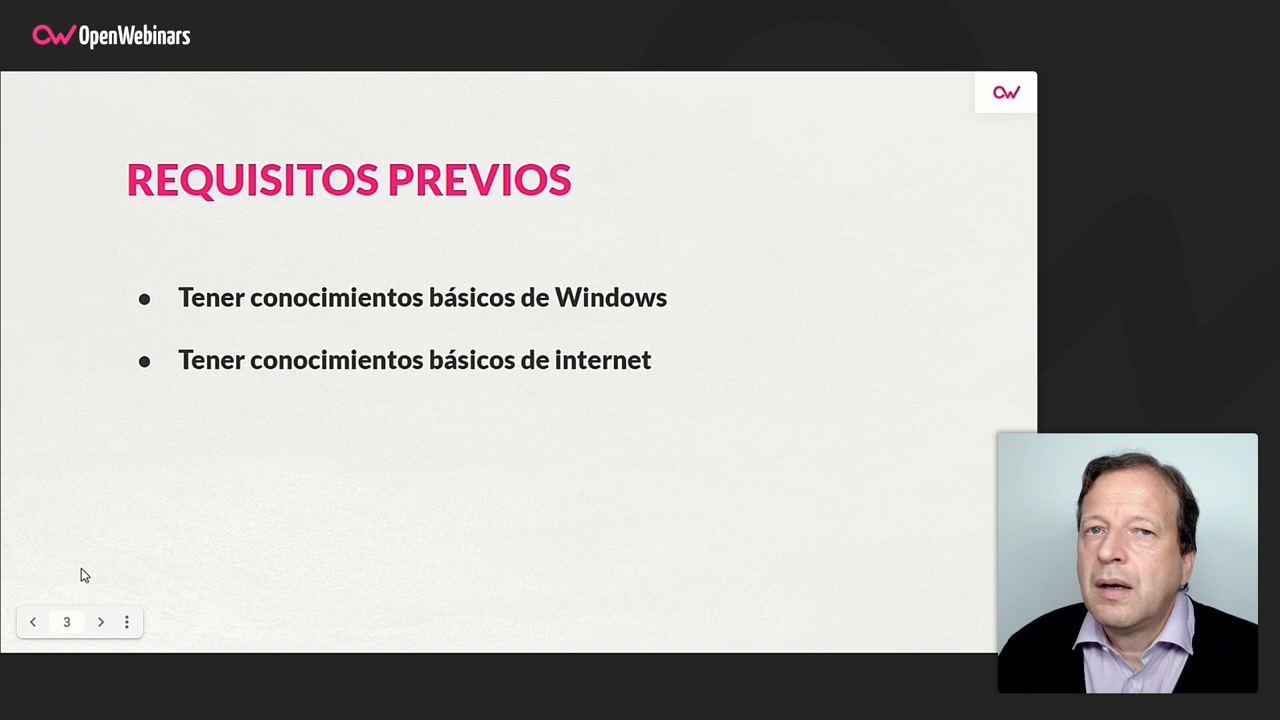 OpenWebinars
REQUISITOS PREVIOS
● Tener conocimientos básicos de Windows
● Tener conocimientos básicos de internet
3